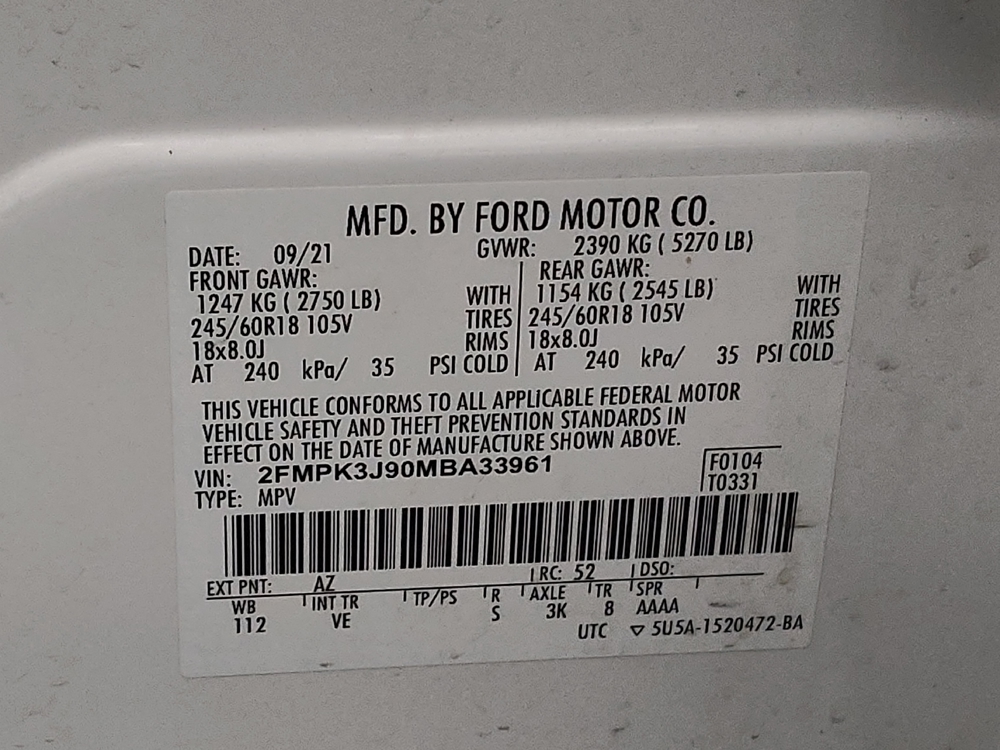 MFD. BY FORD MOTOR CO.
DATE: 09/21 GVWR: 2390 KG ( 5270 LB)
FRONT GAWR: REAR GAWR:
1247 KG ( 2750 LB) WITH 1154 KG ( 2545 LB) WITH
245/60R18 105V TIRES 245/60R18 105V TIRES
18x8.0J RIMS 18x8.0J RIMS
AT 240 kPa/ 35 PSI COLD AT 240 kPa/ 35 PSI COLD
THIS VEHICLE CONFORMS TO ALL APPLICABLE FEDERAL MOTOR
VEHICLE SAFETY AND THEFT PREVENTION STANDARDS IN
EFFECT ON THE DATE OF MANUFACTURE SHOWN ABOVE.
VIN: 2FMPK3J90MBA33961 F0104
TYPE: MPV T0331
EXT PNT: AZ RC: 52 DSO:
WB INT TR TP/PS R AXLE TR SPR
112 VE S 3K 8 AAAA
UTC ▽ 5U5A-1520472-BA